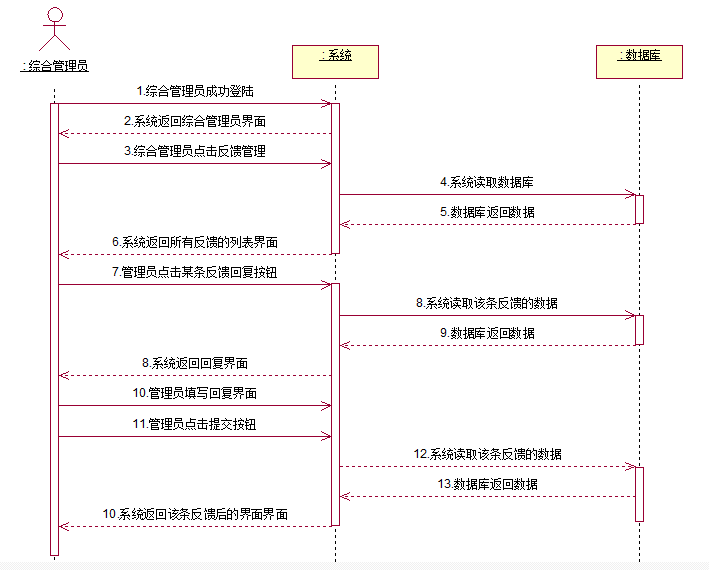 : 综合管理员
: 系统
: 数据库
1.综合管理员成功登陆
2.系统返回综合管理员界面
3.综合管理员点击反馈管理
4.系统读取数据库
5.数据库返回数据
6.系统返回所有反馈的列表界面
7.管理员点击某条反馈回复按钮
8.系统读取该条反馈的数据
9.数据库返回数据
8.系统返回回复界面
10.管理员填写回复界面
11.管理员点击提交按钮
12.系统读取该条反馈的数据
13.数据库返回数据
10.系统返回该条反馈后的界面界面